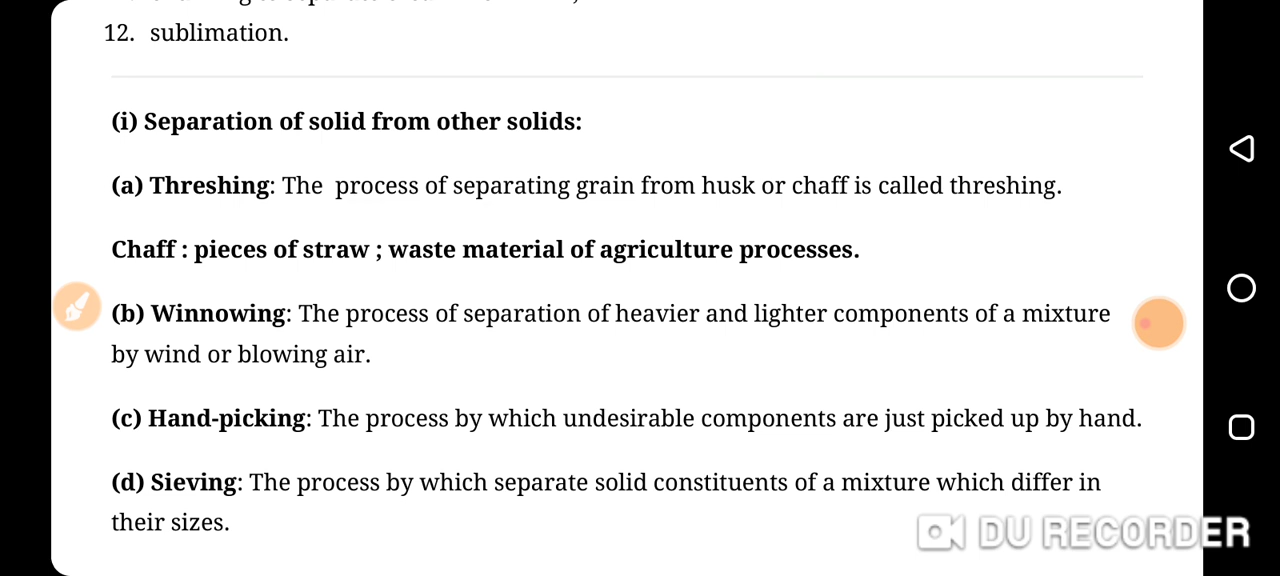 12. sublimation.
(i) Separation of solid from other solids:
(a) Threshing: The process of separating grain from husk or chaff is called threshing.
Chaff : pieces of straw ; waste material of agriculture processes.
(b) Winnowing: The process of separation of heavier and lighter components of a mixture
by wind or blowing air.
(c) Hand-picking: The process by which undesirable components are just picked up by hand.
(d) Sieving: The process by which separate solid constituents of a mixture which differ in
their sizes.
DU RECORDER